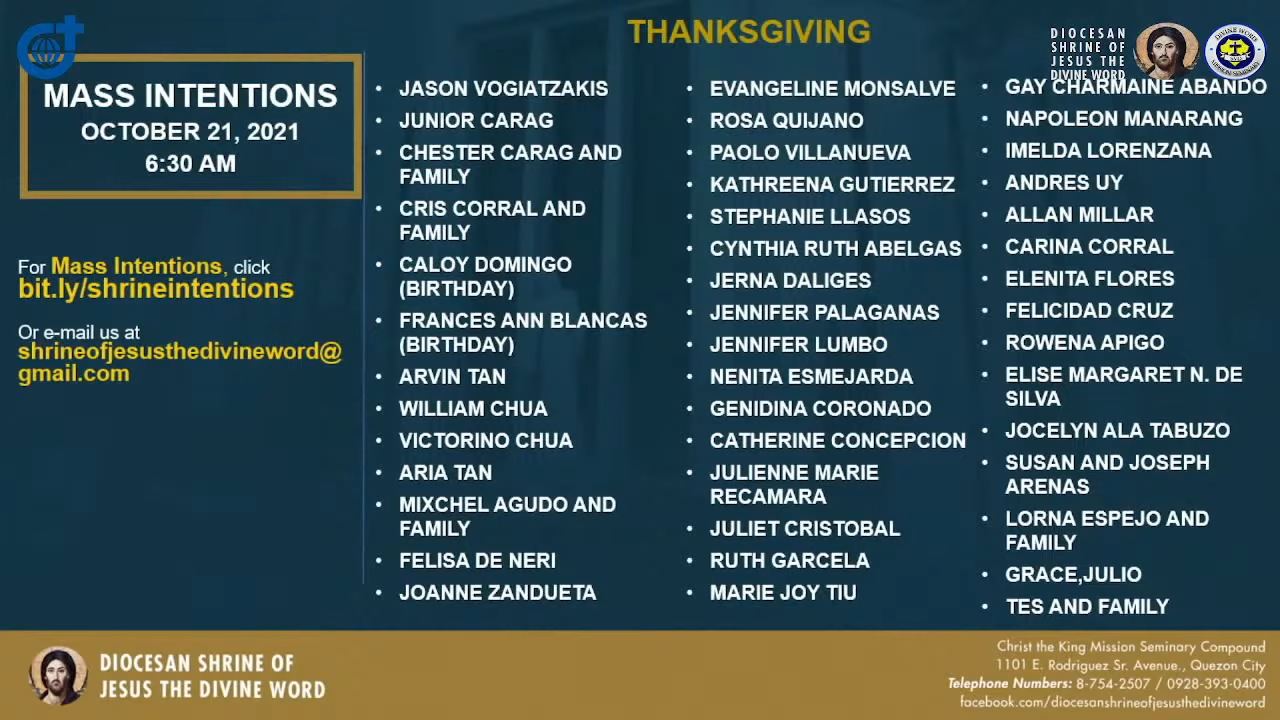 THANKSGIVING
DIOCESAN
SHRINE OF
JESUS THE
DIVINE WORD
DIVINE WORD
MISSION SEMINARY
MASS INTENTIONS
OCTOBER 21, 2021
6:30 AM
For Mass Intentions, click
bit.ly/shrineintentions
Or e-mail us at
shrineofjesusthedivineword@
gmail.com
• JASON VOGIATZAKIS
• JUNIOR CARAG
• CHESTER CARAG AND
FAMILY
• CRIS CORRAL AND
FAMILY
• CALOY DOMINGO
(BIRTHDAY)
• FRANCES ANN BLANCAS
(BIRTHDAY)
• ARVIN TAN
• WILLIAM CHUA
• VICTORINO CHUA
• ARIA TAN
• MIXCHEL AGUDO AND
FAMILY
• FELISA DE NERI
• JOANNE ZANDUETA
• EVANGELINE MONSALVE
• ROSA QUIJANO
• PAOLO VILLANUEVA
• KATHREENA GUTIERREZ
• STEPHANIE LLASOS
• CYNTHIA RUTH ABELGAS
• JERNA DALIGES
• JENNIFER PALAGANAS
• JENNIFER LUMBO
• NENITA ESMEJARDA
• GENIDINA CORONADO
• CATHERINE CONCEPCION
• JULIENNE MARIE
RECAMARA
• JULIET CRISTOBAL
• RUTH GARCELA
• MARIE JOY TIU
• GAY CHARMAINE ABANDO
• NAPOLEON MANARANG
• IMELDA LORENZANA
• ANDRES UY
• ALLAN MILLAR
• CARINA CORRAL
• ELENITA FLORES
• FELICIDAD CRUZ
• ROWENA APIGO
• ELISE MARGARET N. DE
SILVA
• JOCELYN ALA TABUZO
• SUSAN AND JOSEPH
ARENAS
• LORNA ESPEJO AND
FAMILY
• GRACE,JULIO
• TES AND FAMILY
DIOCESAN SHRINE OF
JESUS THE DIVINE WORD
Christ the King Mission Seminary Compound
1101 E. Rodriguez Sr. Avenue., Quezon City
Telephone Numbers: 8-754-2507 / 0928-393-0400
facebook.com/diocesanshrineofjesusthedivineword